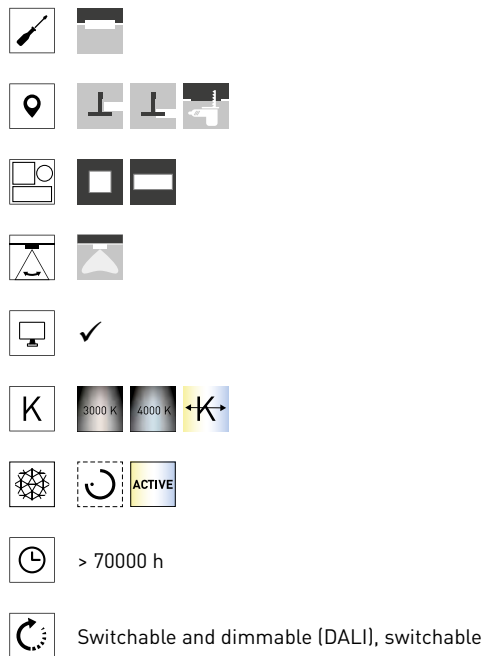 K
3000 K
4000 K
K
ACTIVE
> 70000 h
Switchable and dimmable (DALI), switchable